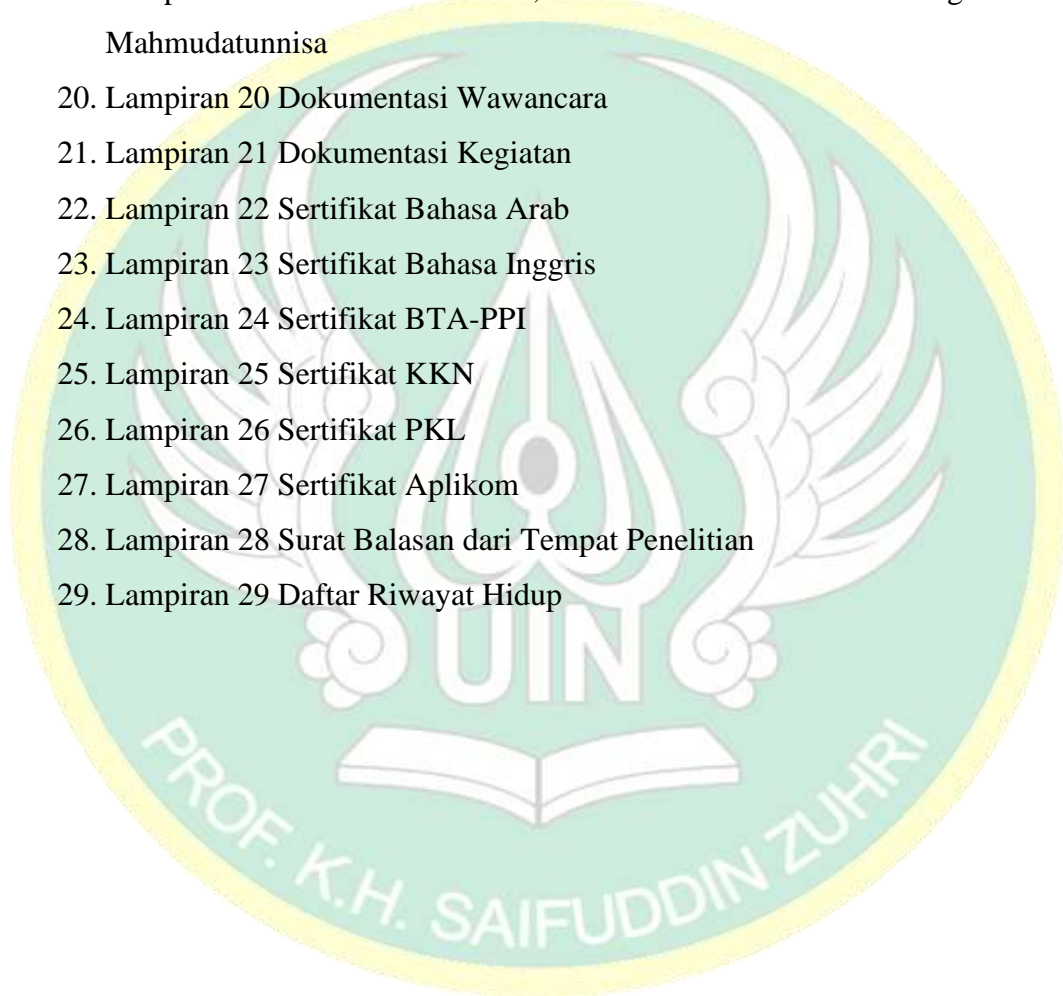 Mahmudatunnisa
20. Lampiran 20 Dokumentasi Wawancara
21. Lampiran 21 Dokumentasi Kegiatan
22. Lampiran 22 Sertifikat Bahasa Arab
23. Lampiran 23 Sertifikat Bahasa Inggris
24. Lampiran 24 Sertifikat BTA-PPI
25. Lampiran 25 Sertifikat KKN
26. Lampiran 26 Sertifikat PKL
27. Lampiran 27 Sertifikat Aplikom
28. Lampiran 28 Surat Balasan dari Tempat Penelitian
29. Lampiran 29 Daftar Riwayat Hidup
UIN
PROF. K.H. SAIFUDDIN ZUHRI